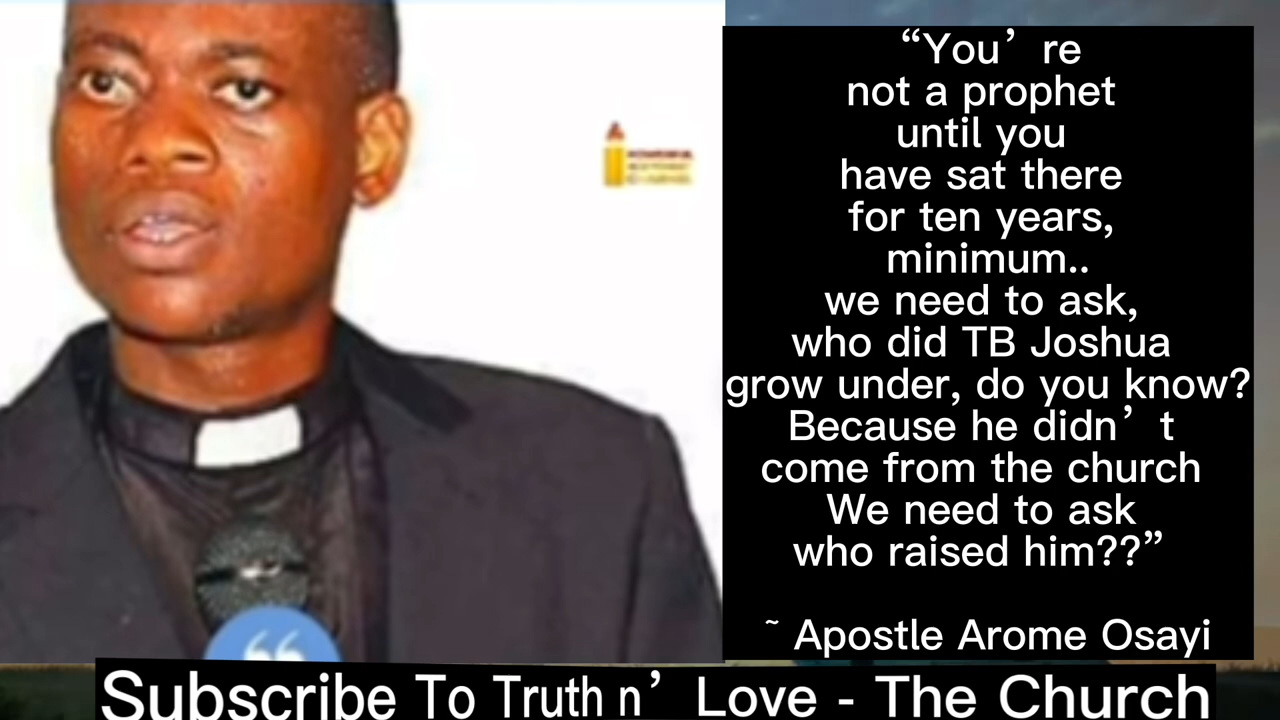 “You’re
not a prophet
until you
have sat there
for ten years,
minimum..
we need to ask,
who did TB Joshua
grow under, do you know?
Because he didn’t
come from the church
We need to ask
who raised him??”
~ Apostle Arome Osayi
Subscribe To Truth n’ Love - The Church